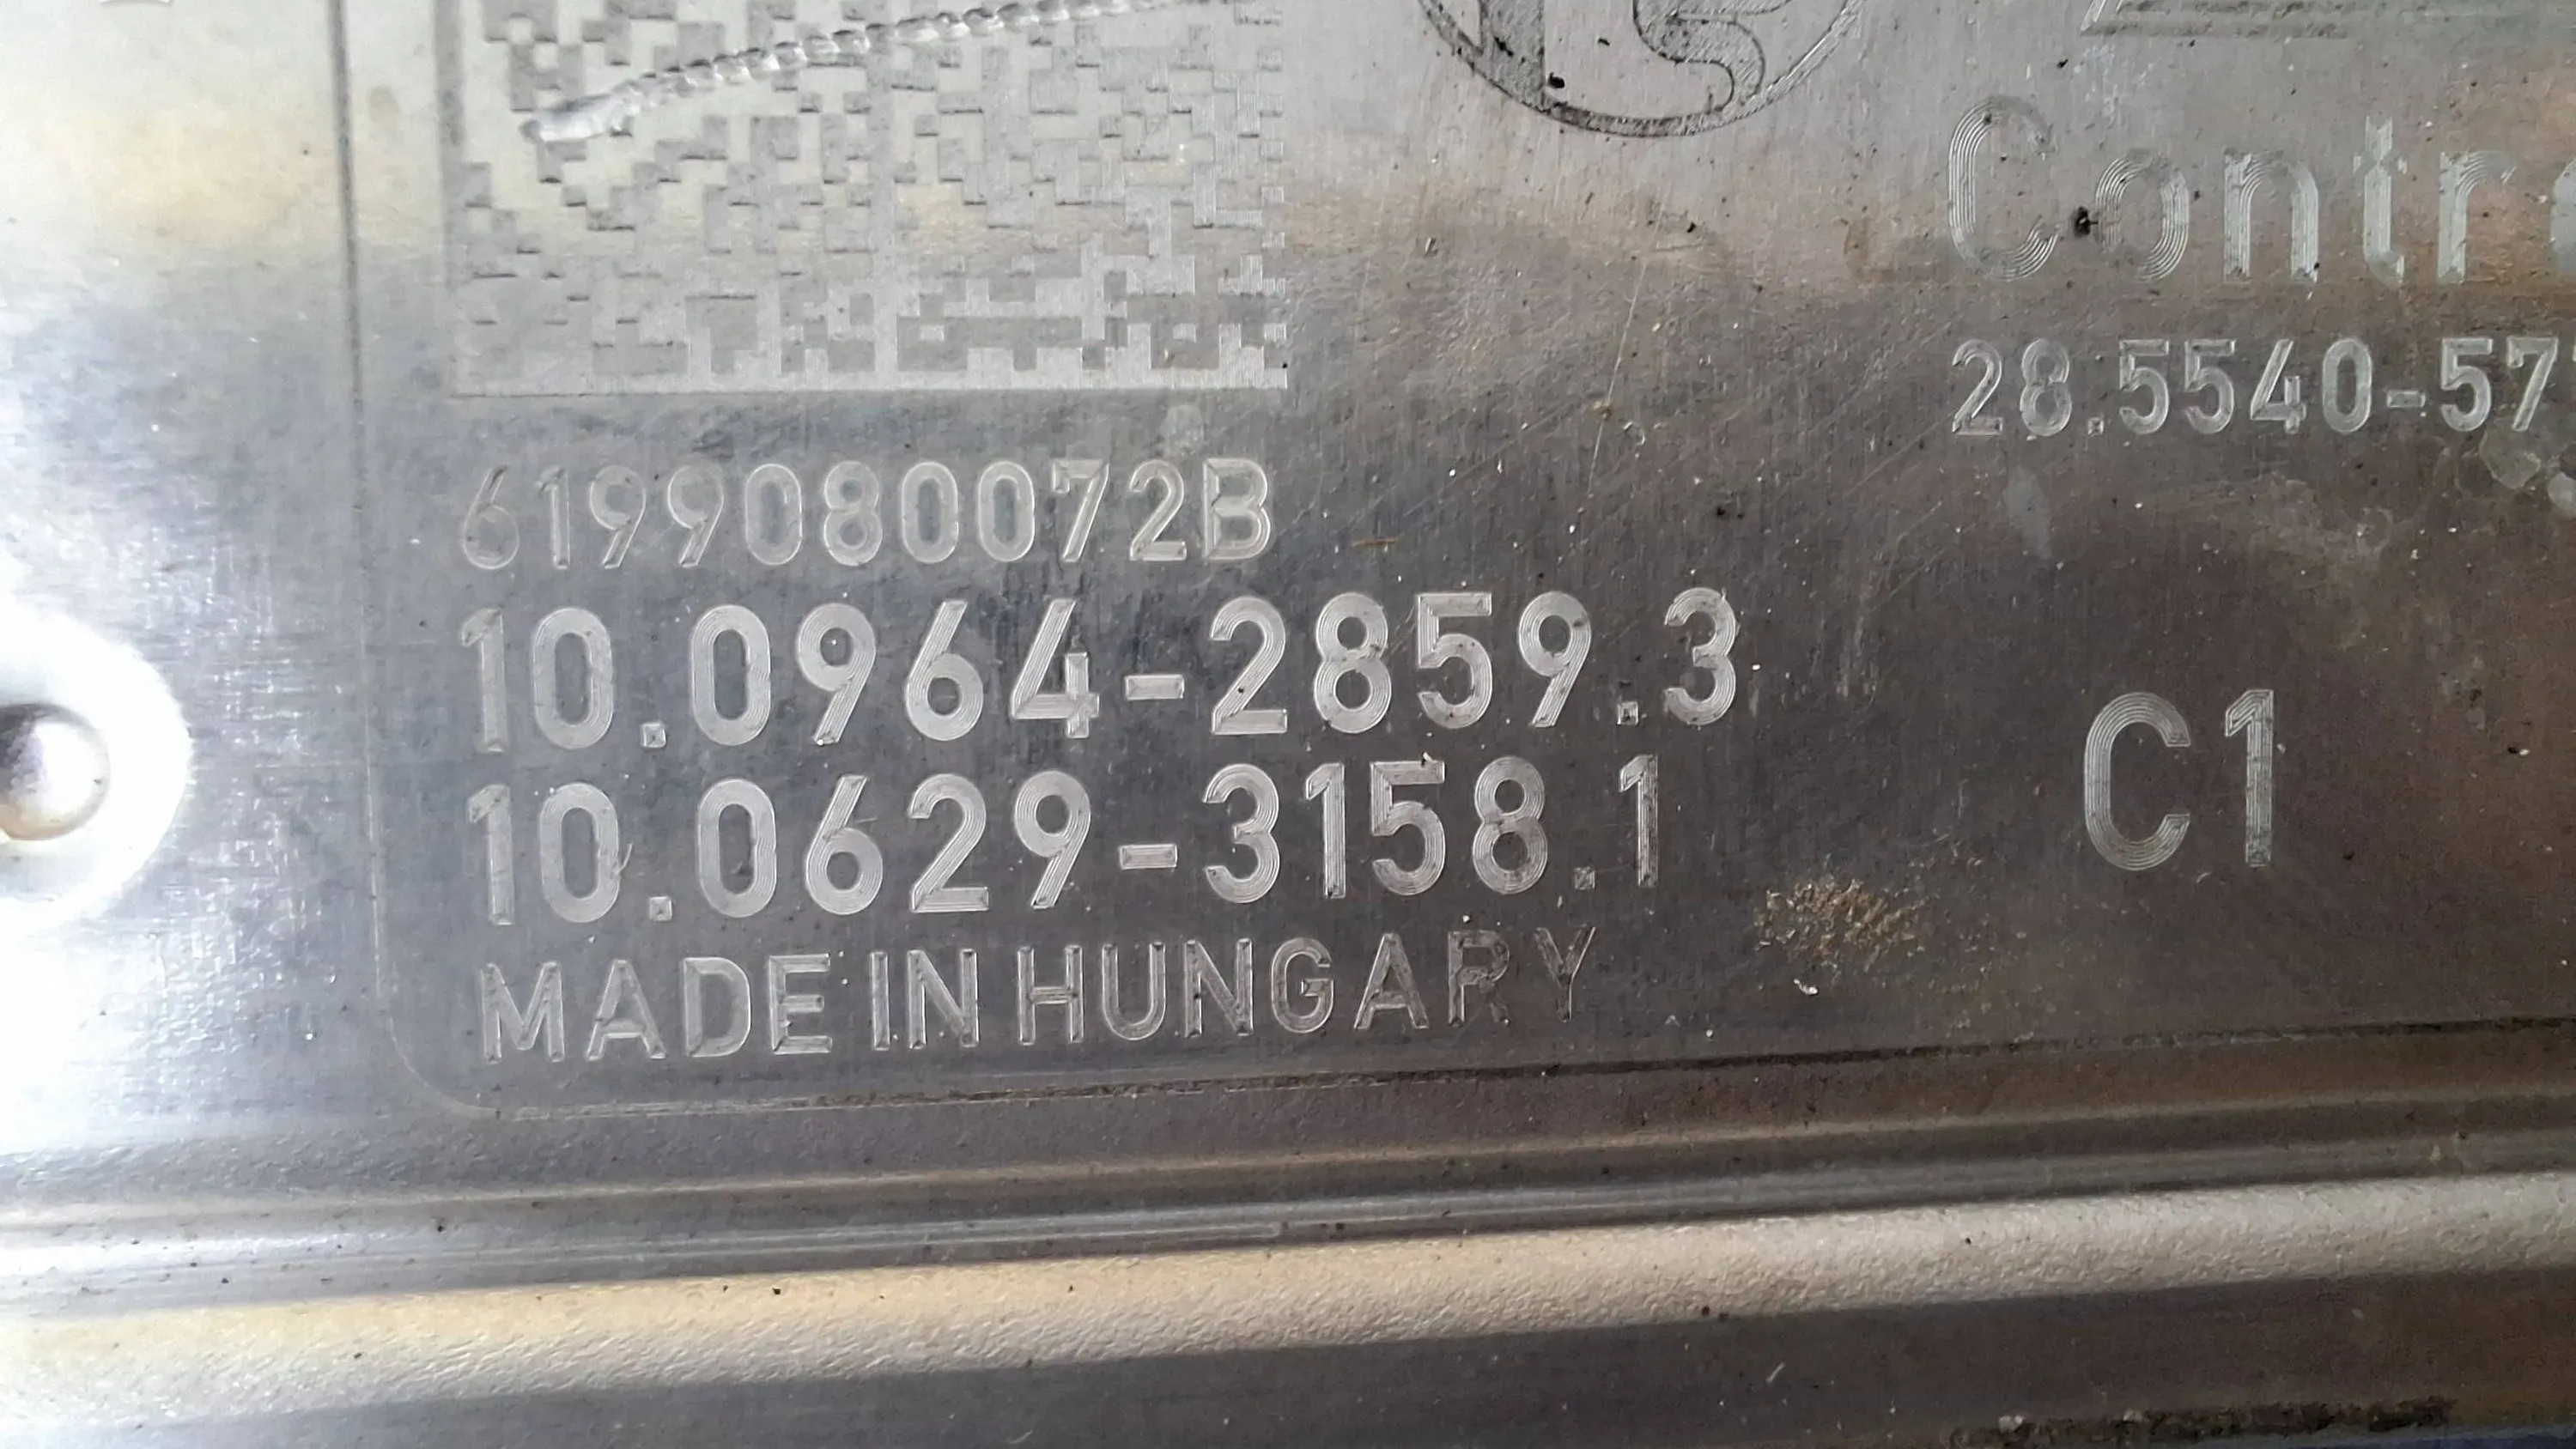 Contr
28.5540-57
6199080072B
10.0964-2859.3
10.0629-3158.1
C1
MADE IN HUNGARY